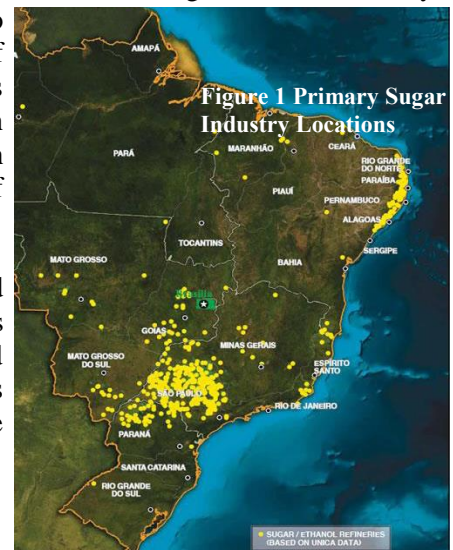 AMAPÁ
Figure 1 Primary Sugar
Industry Locations
PARÁ
MARANHÃO
CEARÁ
RIO GRANDE
DO NORTE
PARAÍBA
PIAUÍ
PERNAMBUCO
ALAGOAS
SERGIPE
TOCANTINS
BAHIA
MATO GROSSO
Brasilia
GOIÁS
MINAS GERAIS
MATO GROSSO
DO SUL
ESPÍRITO
SANTO
SÃO PAULO
RIO DE JANEIRO
PARANÁ
SANTA CATARINA
RIO GRANDE
DO SUL
SUGAR / ETHANOL REFINERIES
(BASED ON UNICA DATA)